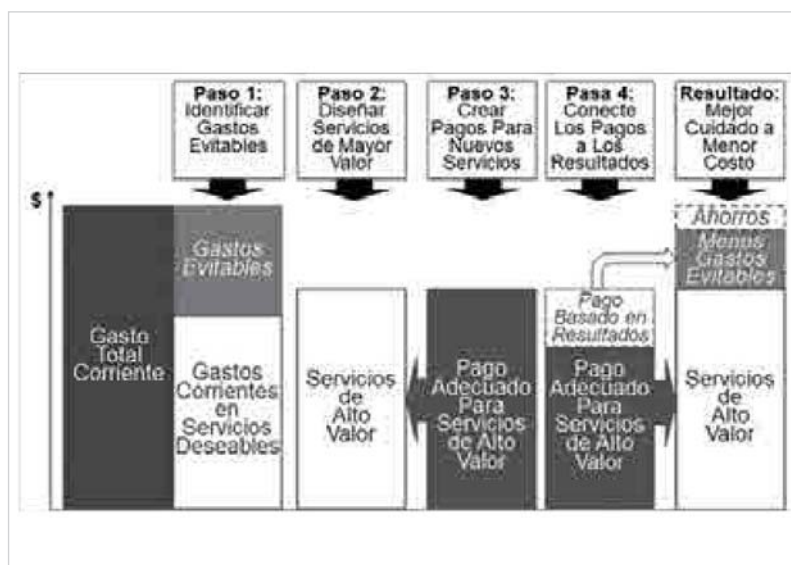 Paso 1:
Identificar
Gastos
Evitables
Paso 2:
Diseñar
Servicios
de Mayor
Valor
Paso 3:
Crear
Pagos Para
Nuevos
Servicios
Pasa 4:
Conecte
Los Pagos
a Los
Resultados
Resultado:
Mejor
Cuidado a
Menor
Costo
$
Gasto
Total
Corriente
Gastos
Evitables
Gastos
Corrientes
en
Servicios
Deseables
Servicios
de
Alto
Valor
Pago
Adecuado
Para
Servicios
de Alto
Valor
Pago
Basado en
Resultados
Pago
Adecuado
Para
Servicios
de Alto
Valor
Ahorros
Menos
Gastos
Evitables
Servicios
de
Alto
Valor